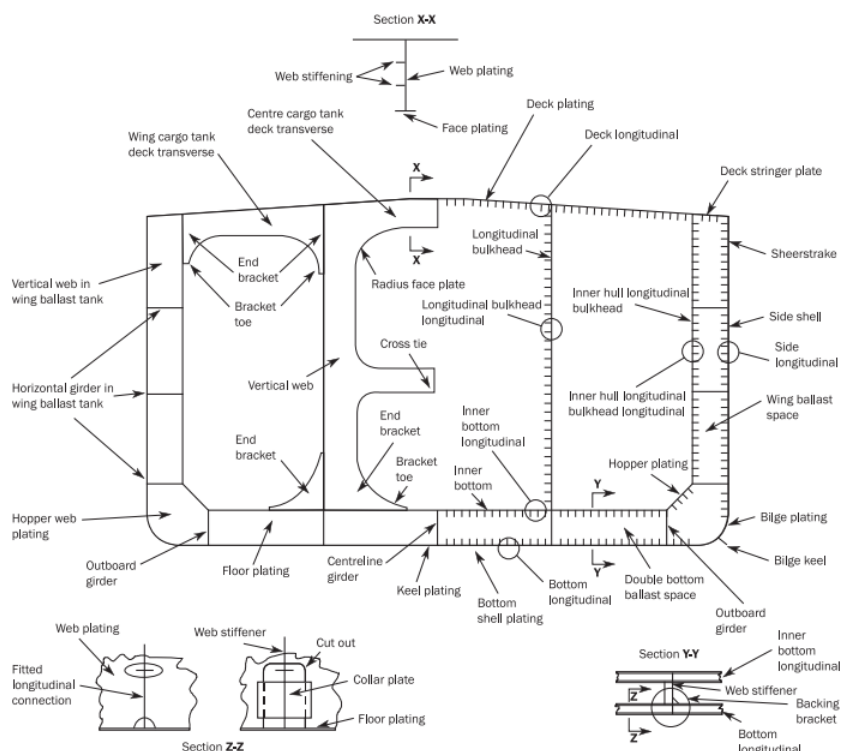 Section X-X
Web stiffening
Web plating
Face plating
Centre cargo tank
deck transverse
Wing cargo tank
deck transverse
Deck plating
Deck longitudinal
Deck stringer plate
X
X
End
bracket
Bracket
toe
Radius face plate
Longitudinal
bulkhead
Longitudinal bulkhead
longitudinal
Sheerstrake
Vertical web in
wing ballast tank
Inner hull longitudinal
bulkhead
Side shell
Side
longitudinal
Cross tie
Vertical web
Horizontal girder in
wing ballast tank
Inner hull longitudinal
bulkhead longitudinal
Wing ballast
space
End
bracket
End
bracket
Bracket
toe
Inner
bottom
longitudinal
Inner
bottom
Y
Y
Hopper plating
Hopper web
plating
Outboard
girder
Floor plating
Centreline
girder
Keel plating
Bottom
shell plating
Bottom
longitudinal
Double bottom
ballast space
Outboard
girder
Bilge plating
Bilge keel
Web plating
Fitted
longitudinal
connection
Web stiffener
Cut out
Collar plate
Floor plating
Section Z-Z
Section Y-Y
Inner
bottom
longitudinal
Web stiffener
Backing
bracket
Z
Z
Bottom
longitudinal